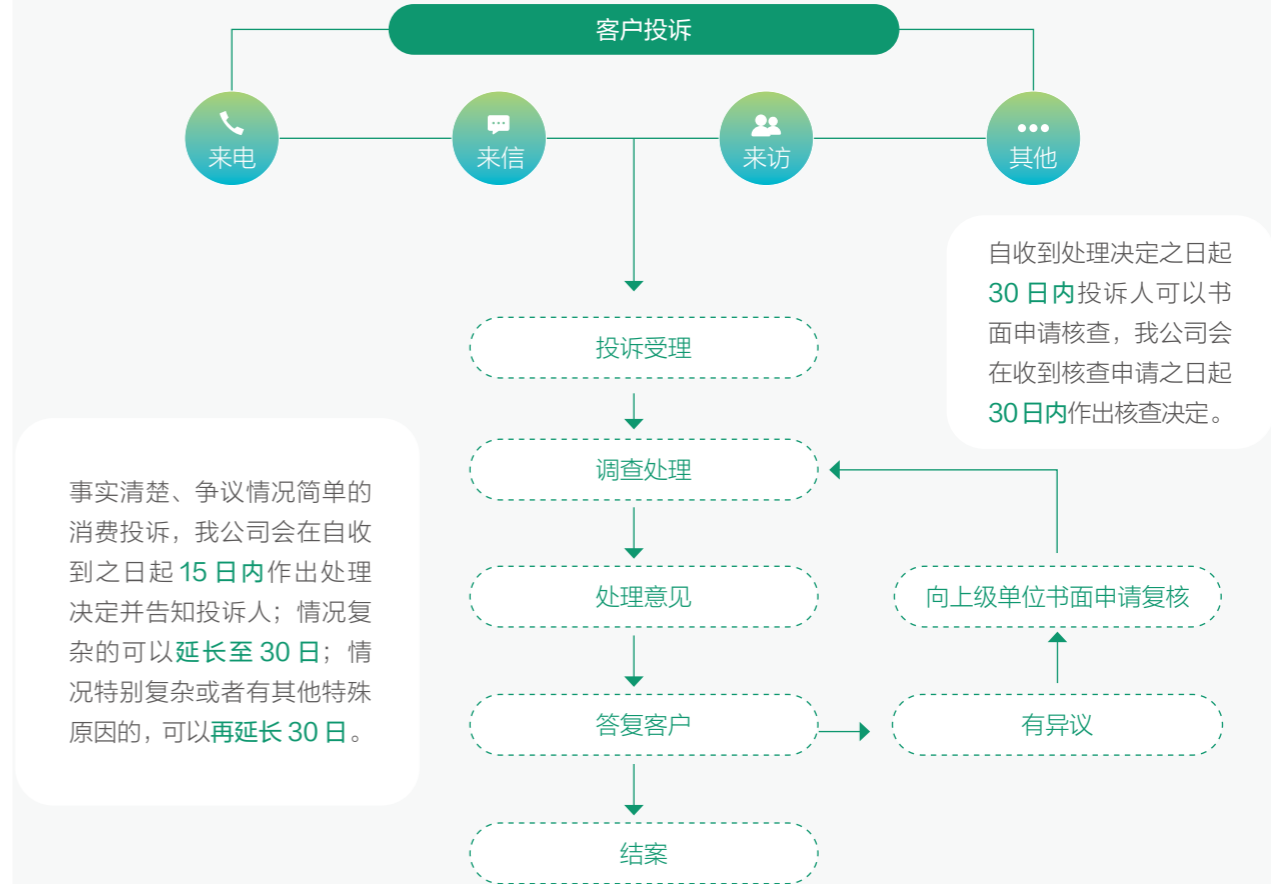 客户投诉
来电
来信
来访
其他
自收到处理决定之日起
30 日内投诉人可以书
面申请核查，我公司会
在收到核查申请之日起
30日内作出核查决定。
投诉受理
调查处理
事实清楚、争议情况简单的
消费投诉，我公司会在自收
到之日起 15 日内作出处理
决定并告知投诉人；情况复
杂的可以延长至 30 日；情
况特别复杂或者有其他特殊
原因的，可以再延长 30 日。
处理意见
向上级单位书面申请复核
答复客户
有异议
结案